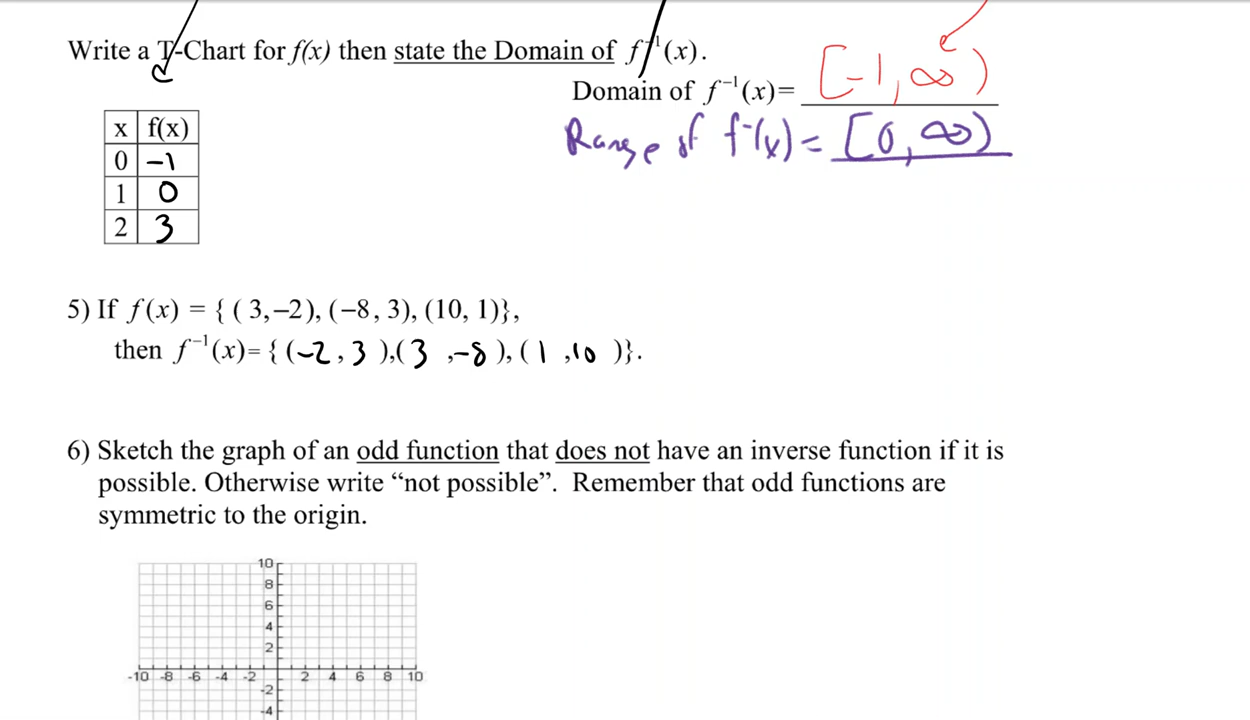 Write a T-Chart for f(x) then state the Domain of f⁻¹(x).
Domain of f⁻¹(x)= [-1, ∞)
Range of f⁻¹(x) = [0, ∞)
x f(x)
0 -1
1 0
2 3
5) If f(x) = { ( 3,−2), (−8, 3), (10, 1)},
then f⁻¹(x)= { (-2, 3 ),( 3 ,-8 ), ( 1 ,10 )}.
6) Sketch the graph of an odd function that does not have an inverse function if it is
possible. Otherwise write “not possible”. Remember that odd functions are
symmetric to the origin.
10
8
6
4
2
-10 -8 -6 -4 -2 2 4 6 8 10
-2
-4